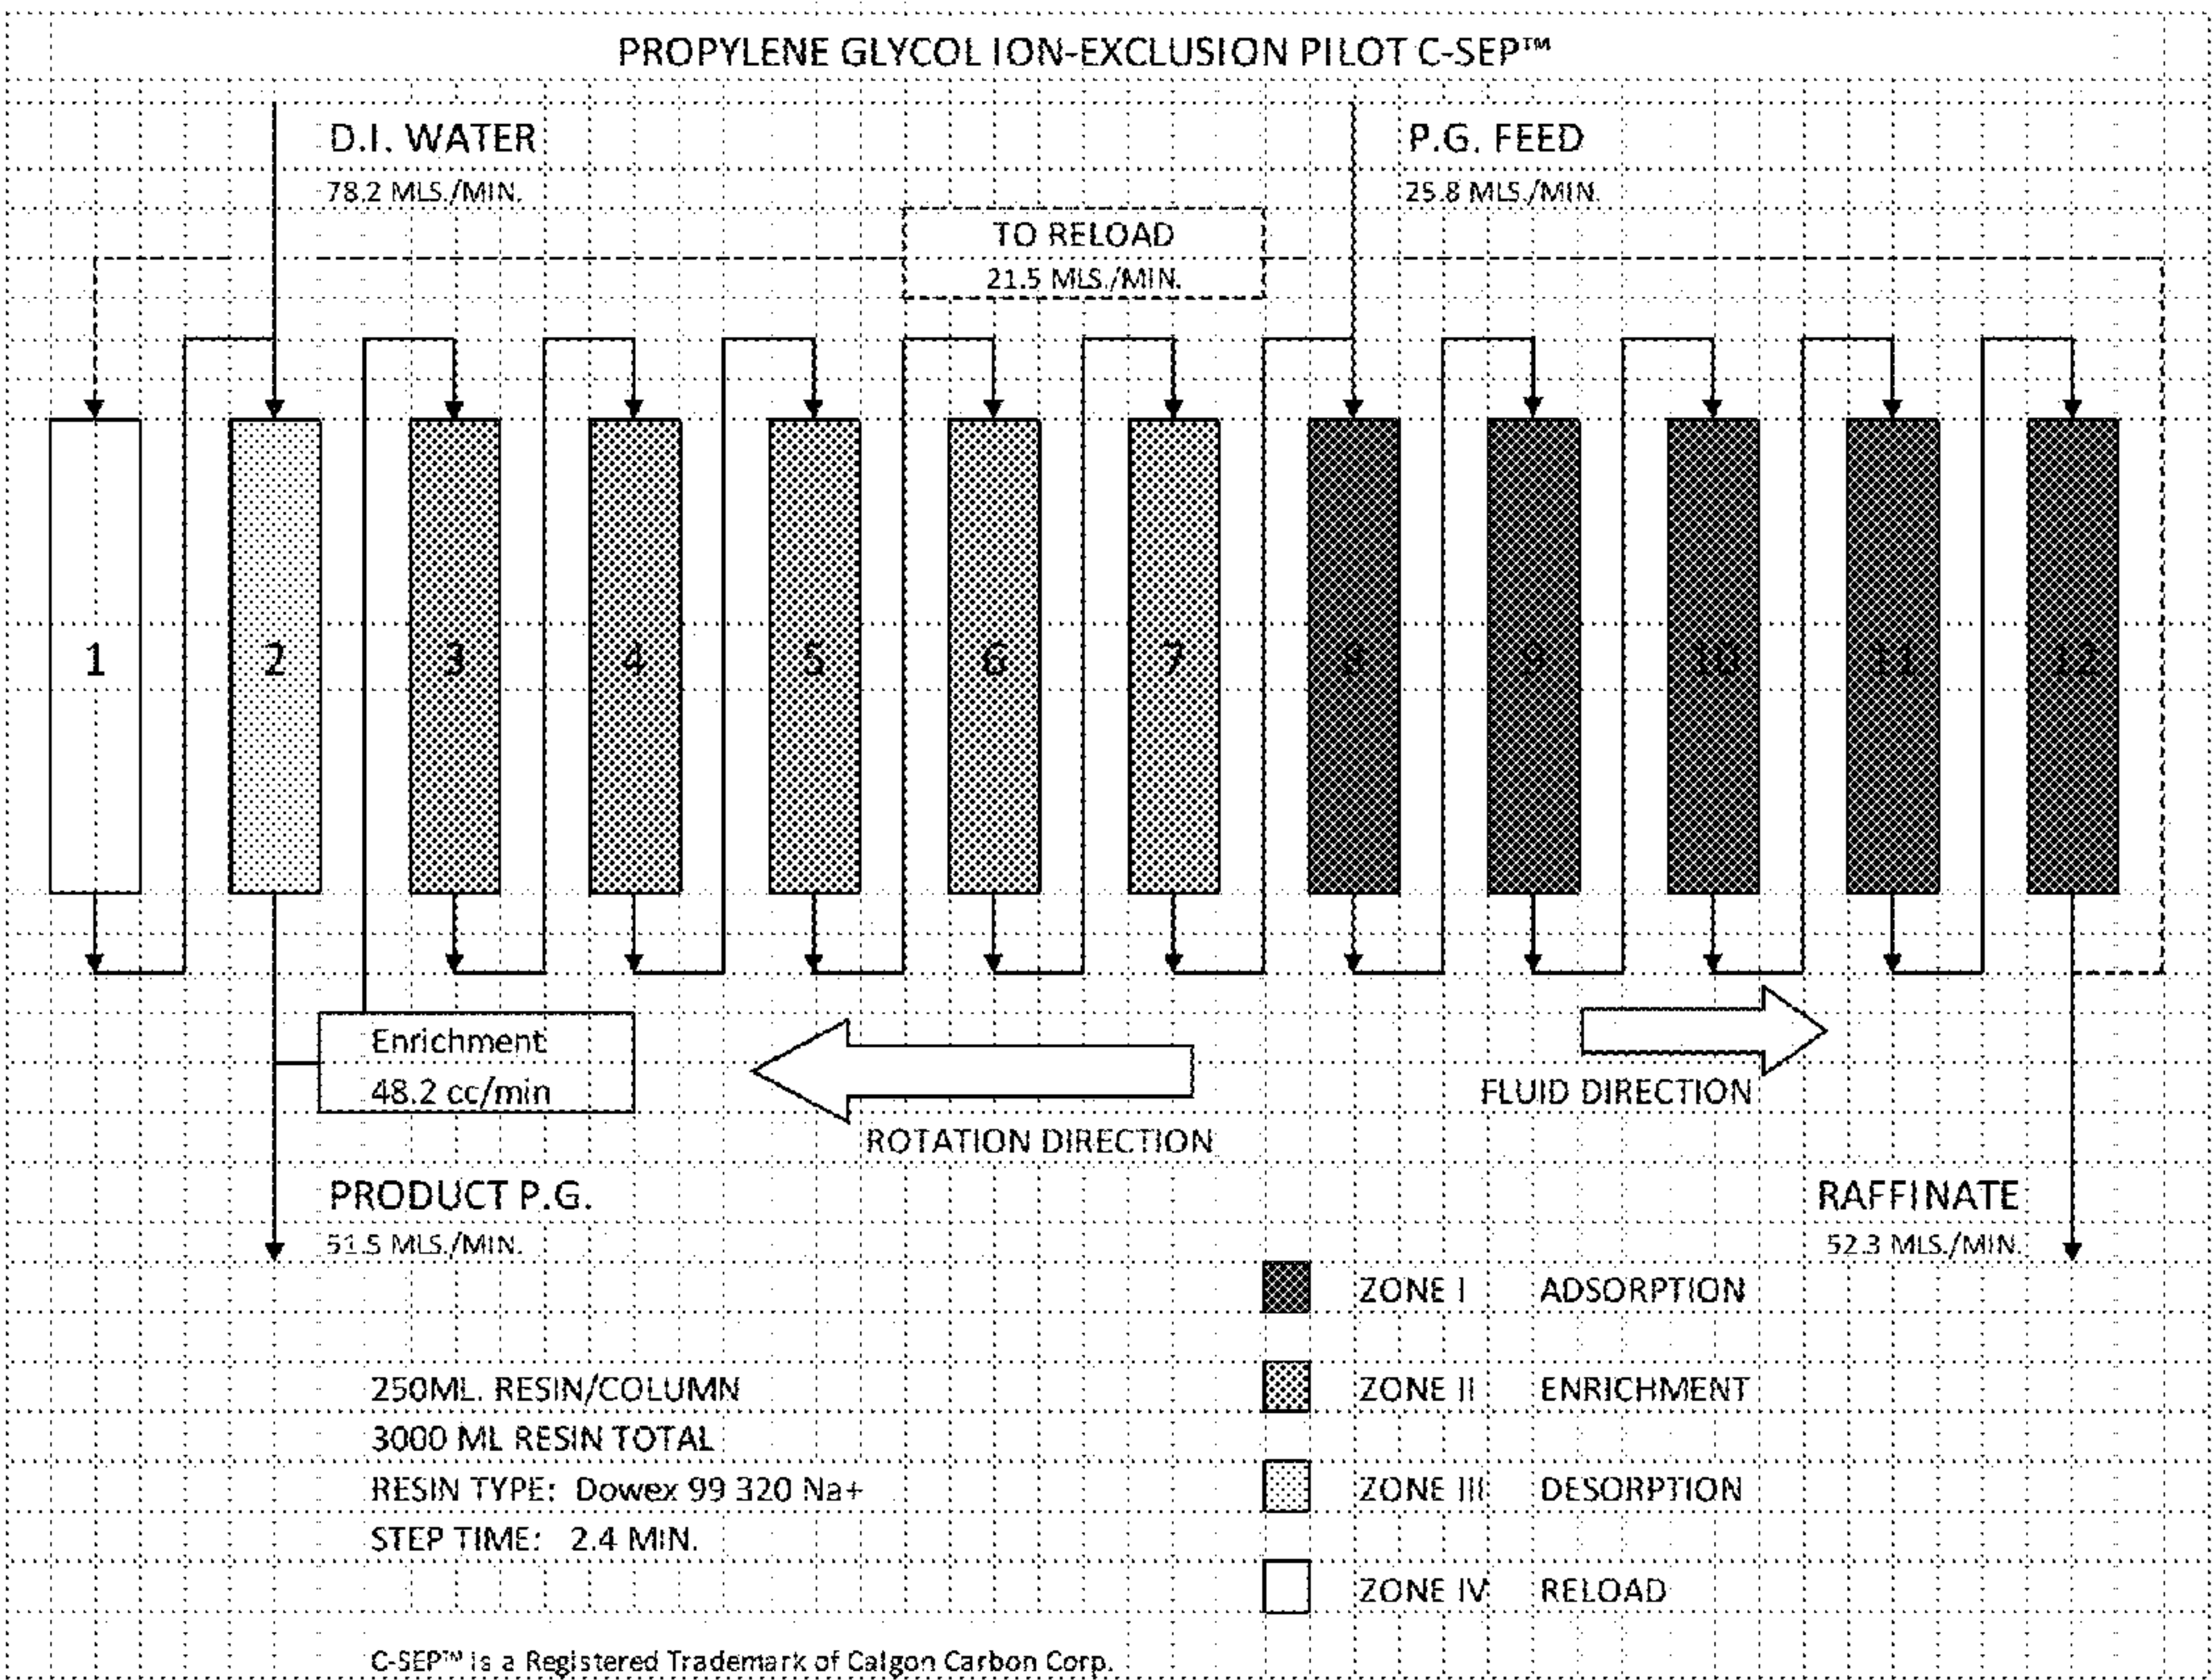 PROPYLENE GLYCOL ION-EXCLUSION PILOT C-SEP™
D.I. WATER
78.2 MLS./MIN.
P.G. FEED
25.8 MLS./MIN.
TO RELOAD
21.5 MLS./MIN.
1 2 3 4 5 6 7 8 9 10 11 12
Enrichment
48.2 cc/min
ROTATION DIRECTION
FLUID DIRECTION
PRODUCT P.G.
51.5 MLS./MIN.
RAFFINATE
52.3 MLS./MIN.
ZONE I ADSORPTION
ZONE II ENRICHMENT
ZONE III DESORPTION
ZONE IV RELOAD
250ML. RESIN/COLUMN
3000 ML RESIN TOTAL
RESIN TYPE: Dowex 99 320 Na+
STEP TIME: 2.4 MIN.
C-SEP™ is a Registered Trademark of Calgon Carbon Corp.